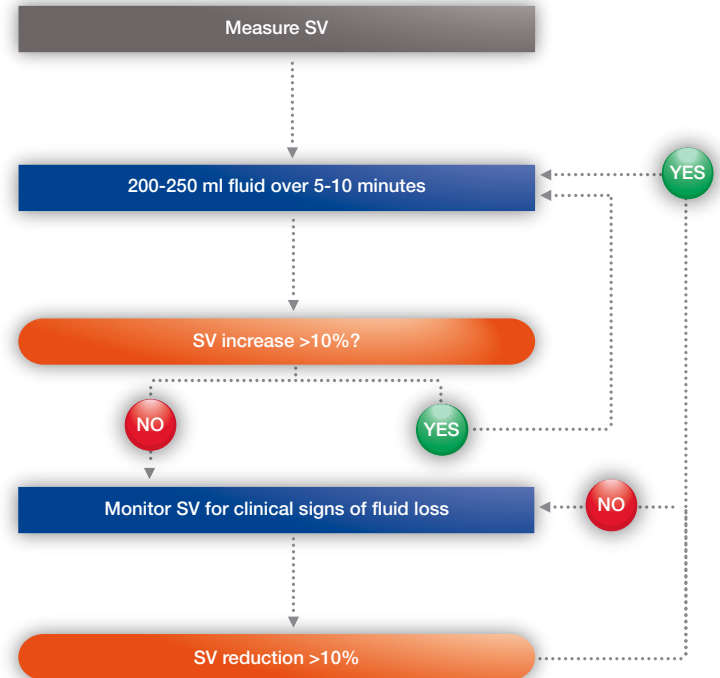 Measure SV
200-250 ml fluid over 5-10 minutes
YES
SV increase >10%?
NO
YES
Monitor SV for clinical signs of fluid loss
NO
SV reduction >10%